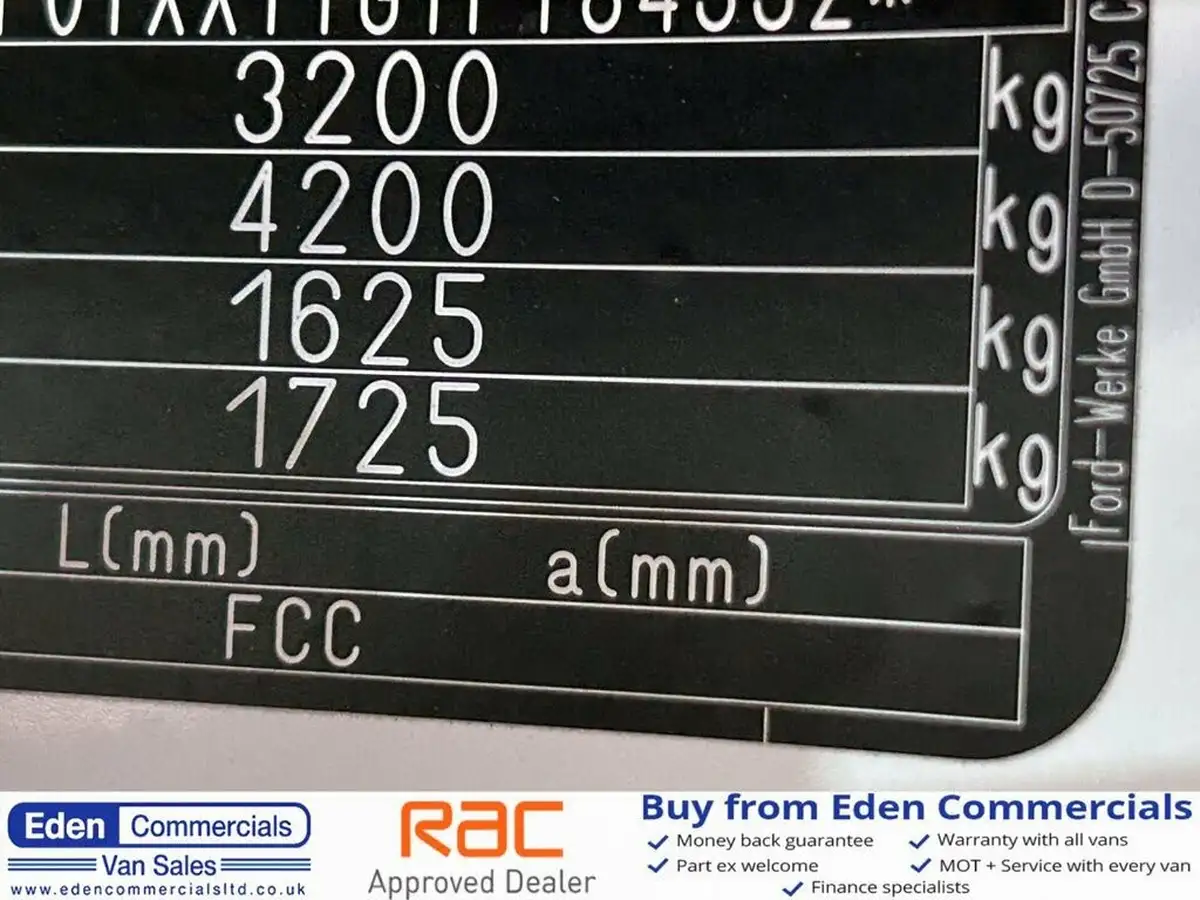 3200 kg
4200 kg
1625 kg
1725 kg
L(mm) a(mm)
FCC
Ford-Werke GmbH D-50725
Eden Commercials
Van Sales
www.edencommercialsltd.co.uk
RAC
Approved Dealer
Buy from Eden Commercials
Money back guarantee Warranty with all vans
Part ex welcome MOT + Service with every van
Finance specialists